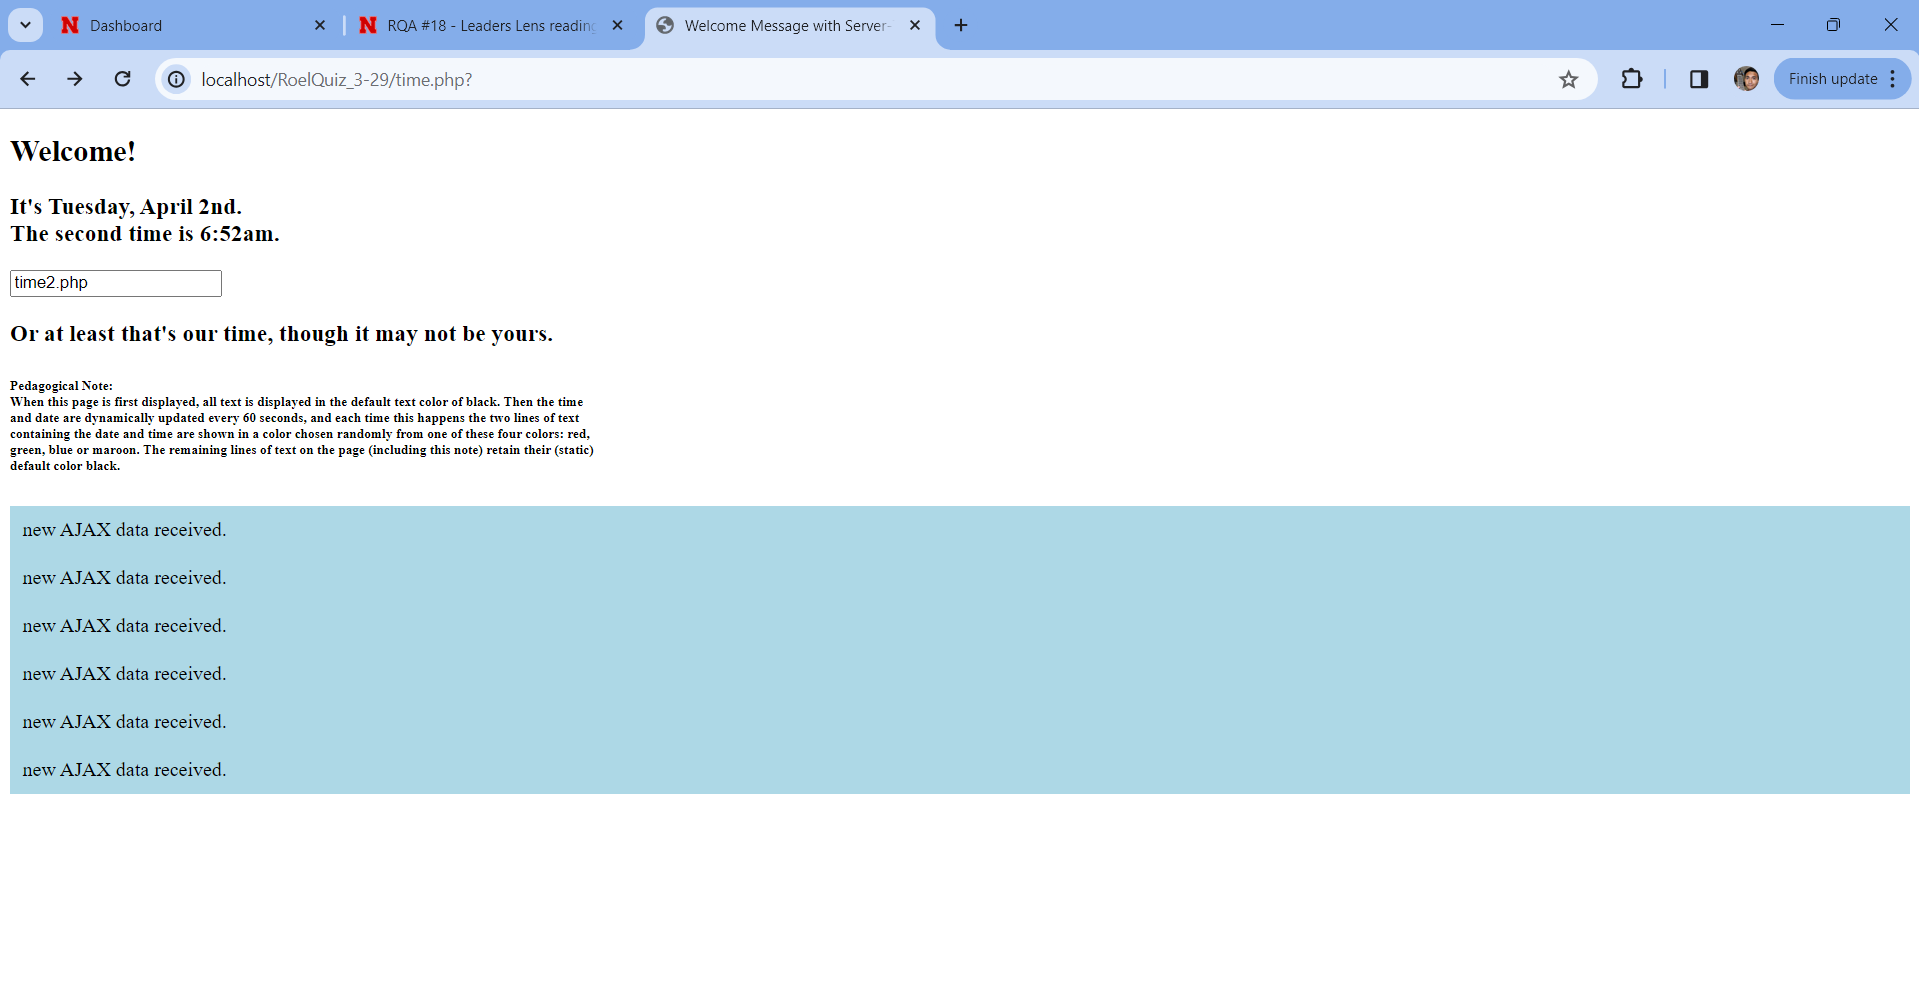 Dashboard
RQA #18 - Leaders Lens reading
Welcome Message with Server-
localhost/RoelQuiz_3-29/time.php?
Finish update
Welcome!
It's Tuesday, April 2nd.
The second time is 6:52am.
time2.php
Or at least that's our time, though it may not be yours.
Pedagogical Note:
When this page is first displayed, all text is displayed in the default text color of black. Then the time
and date are dynamically updated every 60 seconds, and each time this happens the two lines of text
containing the date and time are shown in a color chosen randomly from one of these four colors: red,
green, blue or maroon. The remaining lines of text on the page (including this note) retain their (static)
default color black.
new AJAX data received.
new AJAX data received.
new AJAX data received.
new AJAX data received.
new AJAX data received.
new AJAX data received.